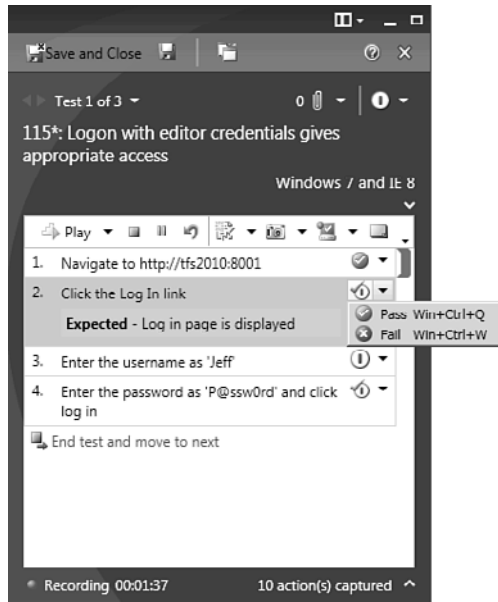 Save and Close
Test 1 of 3
0
115*: Logon with editor credentials gives
appropriate access
Windows 7 and IE 8
Play
1. Navigate to http://tfs2010:8001
2. Click the Log In link
Expected - Log in page is displayed
Pass Win+Ctrl+Q
Fail Win+Ctrl+W
3. Enter the username as 'Jeff'
4. Enter the password as 'P@ssw0rd' and click
log in
End test and move to next
Recording 00:01:37
10 action(s) captured